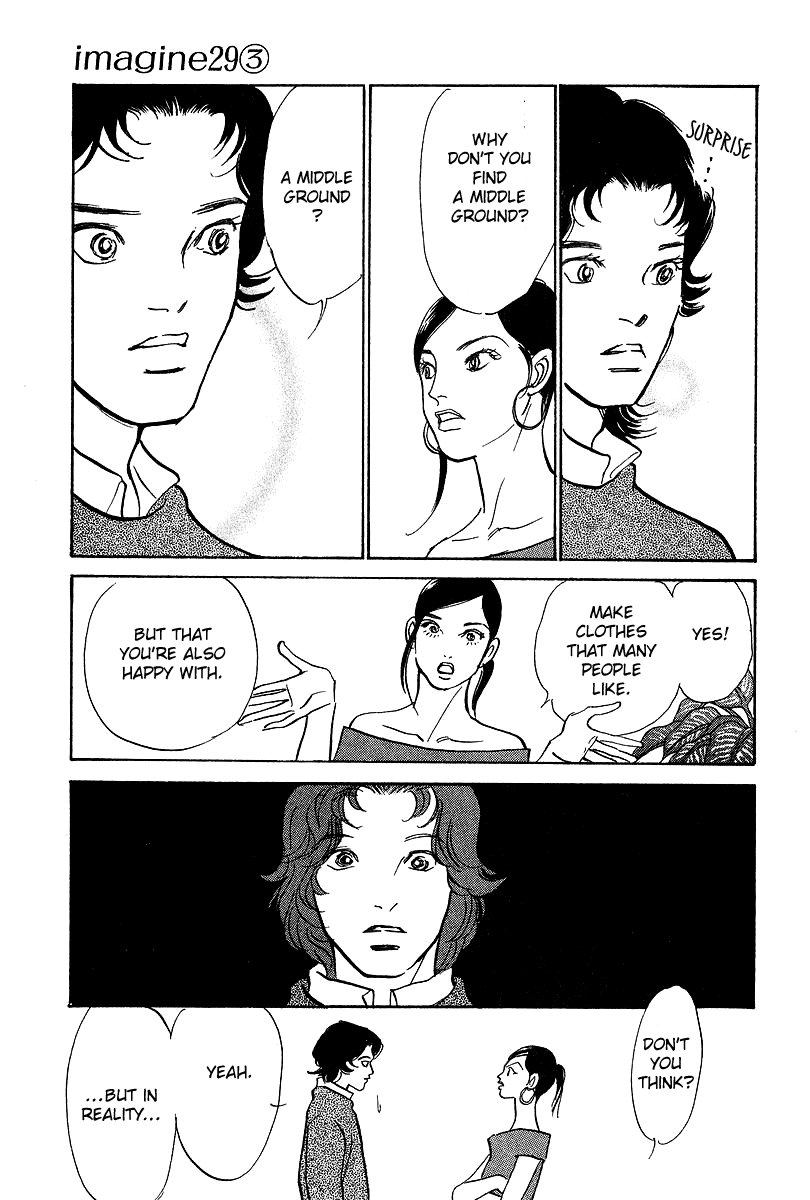 imagine29③
SURPRISE
WHY
DON'T YOU
FIND
A MIDDLE
GROUND?
A MIDDLE
GROUND
?
YES!
MAKE
CLOTHES
THAT MANY
PEOPLE
LIKE.
BUT THAT
YOU'RE ALSO
HAPPY WITH.
DON'T
YOU
THINK?
YEAH.
...BUT IN
REALITY...